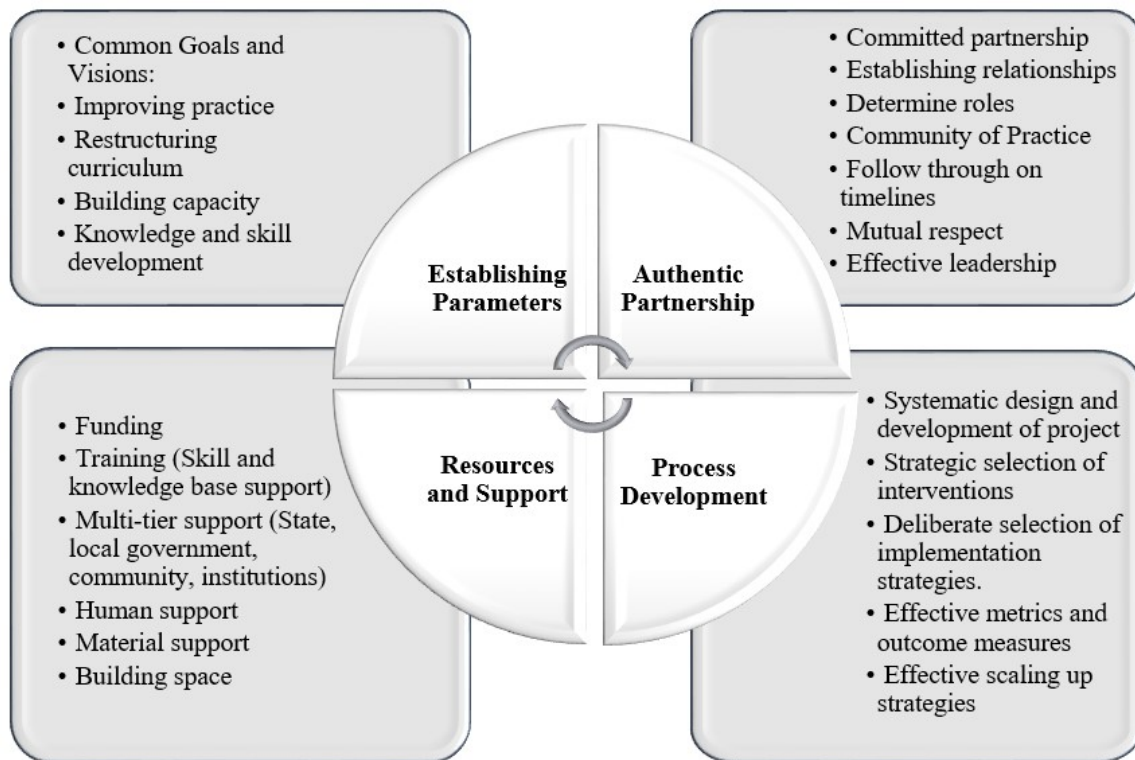 • Common Goals and
Visions:
• Improving practice
• Restructuring
curriculum
• Building capacity
• Knowledge and skill
development
• Committed partnership
• Establishing relationships
• Determine roles
• Community of Practice
• Follow through on
timelines
• Mutual respect
• Effective leadership
Establishing
Parameters
Authentic
Partnership
Resources
and Support
Process
Development
• Funding
• Training (Skill and
knowledge base support)
• Multi-tier support (State,
local government,
community, institutions)
• Human support
• Material support
• Building space
• Systematic design and
development of project
• Strategic selection of
interventions
• Deliberate selection of
implementation
strategies.
• Effective metrics and
outcome measures
• Effective scaling up
strategies